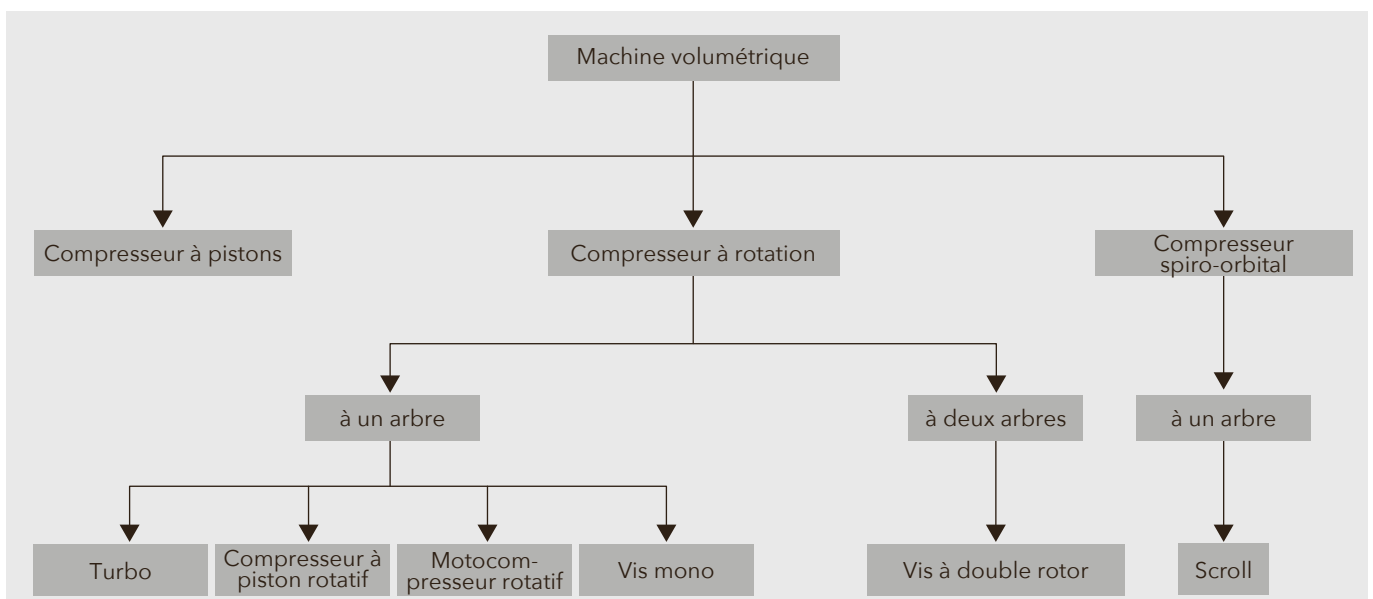 Machine volumétrique
Compresseur à pistons
Compresseur à rotation
Compresseur
spiro-orbital
à un arbre
à deux arbres
à un arbre
Turbo
Compresseur à
piston rotatif
Motocom-
presseur rotatif
Vis mono
Vis à double rotor
Scroll